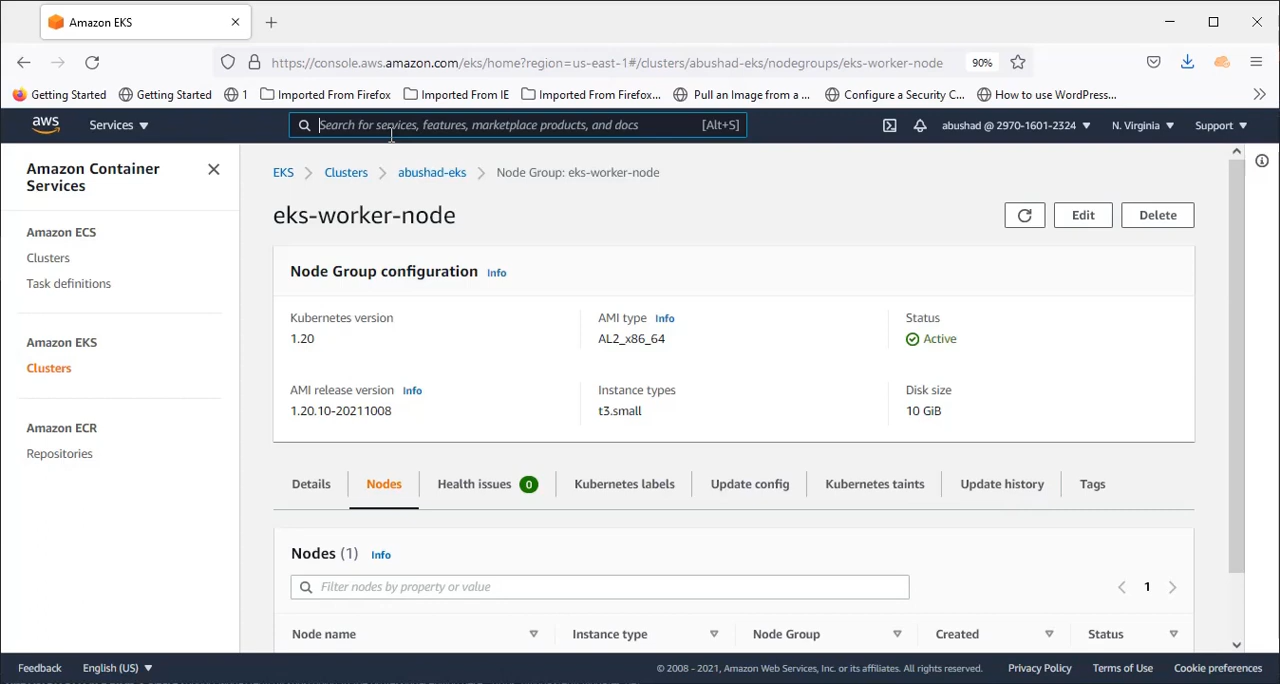 Amazon EKS
https://console.aws.amazon.com/eks/home?region=us-east-1#/clusters/abushad-eks/nodegroups/eks-worker-node
90%
Getting Started
Getting Started
1
Imported From Firefox
Imported From IE
Imported From Firefox...
Pull an Image from a ...
Configure a Security C...
How to use WordPress...
aws
Services
Search for services, features, marketplace products, and docs
[Alt+S]
abushad @ 2970-1601-2324
N. Virginia
Support
Amazon Container
Services
Amazon ECS
Clusters
Task definitions
Amazon EKS
Clusters
Amazon ECR
Repositories
EKS
Clusters
abushad-eks
Node Group: eks-worker-node
eks-worker-node
Edit
Delete
Node Group configuration Info
Kubernetes version
1.20
AMI type Info
AL2_x86_64
Status
Active
AMI release version Info
1.20.10-20211008
Instance types
t3.small
Disk size
10 GiB
Details
Nodes
Health issues 0
Kubernetes labels
Update config
Kubernetes taints
Update history
Tags
Nodes (1) Info
Filter nodes by property or value
1
Node name
Instance type
Node Group
Created
Status
Feedback
English (US)
© 2008 - 2021, Amazon Web Services, Inc. or its affiliates. All rights reserved.
Privacy Policy
Terms of Use
Cookie preferences